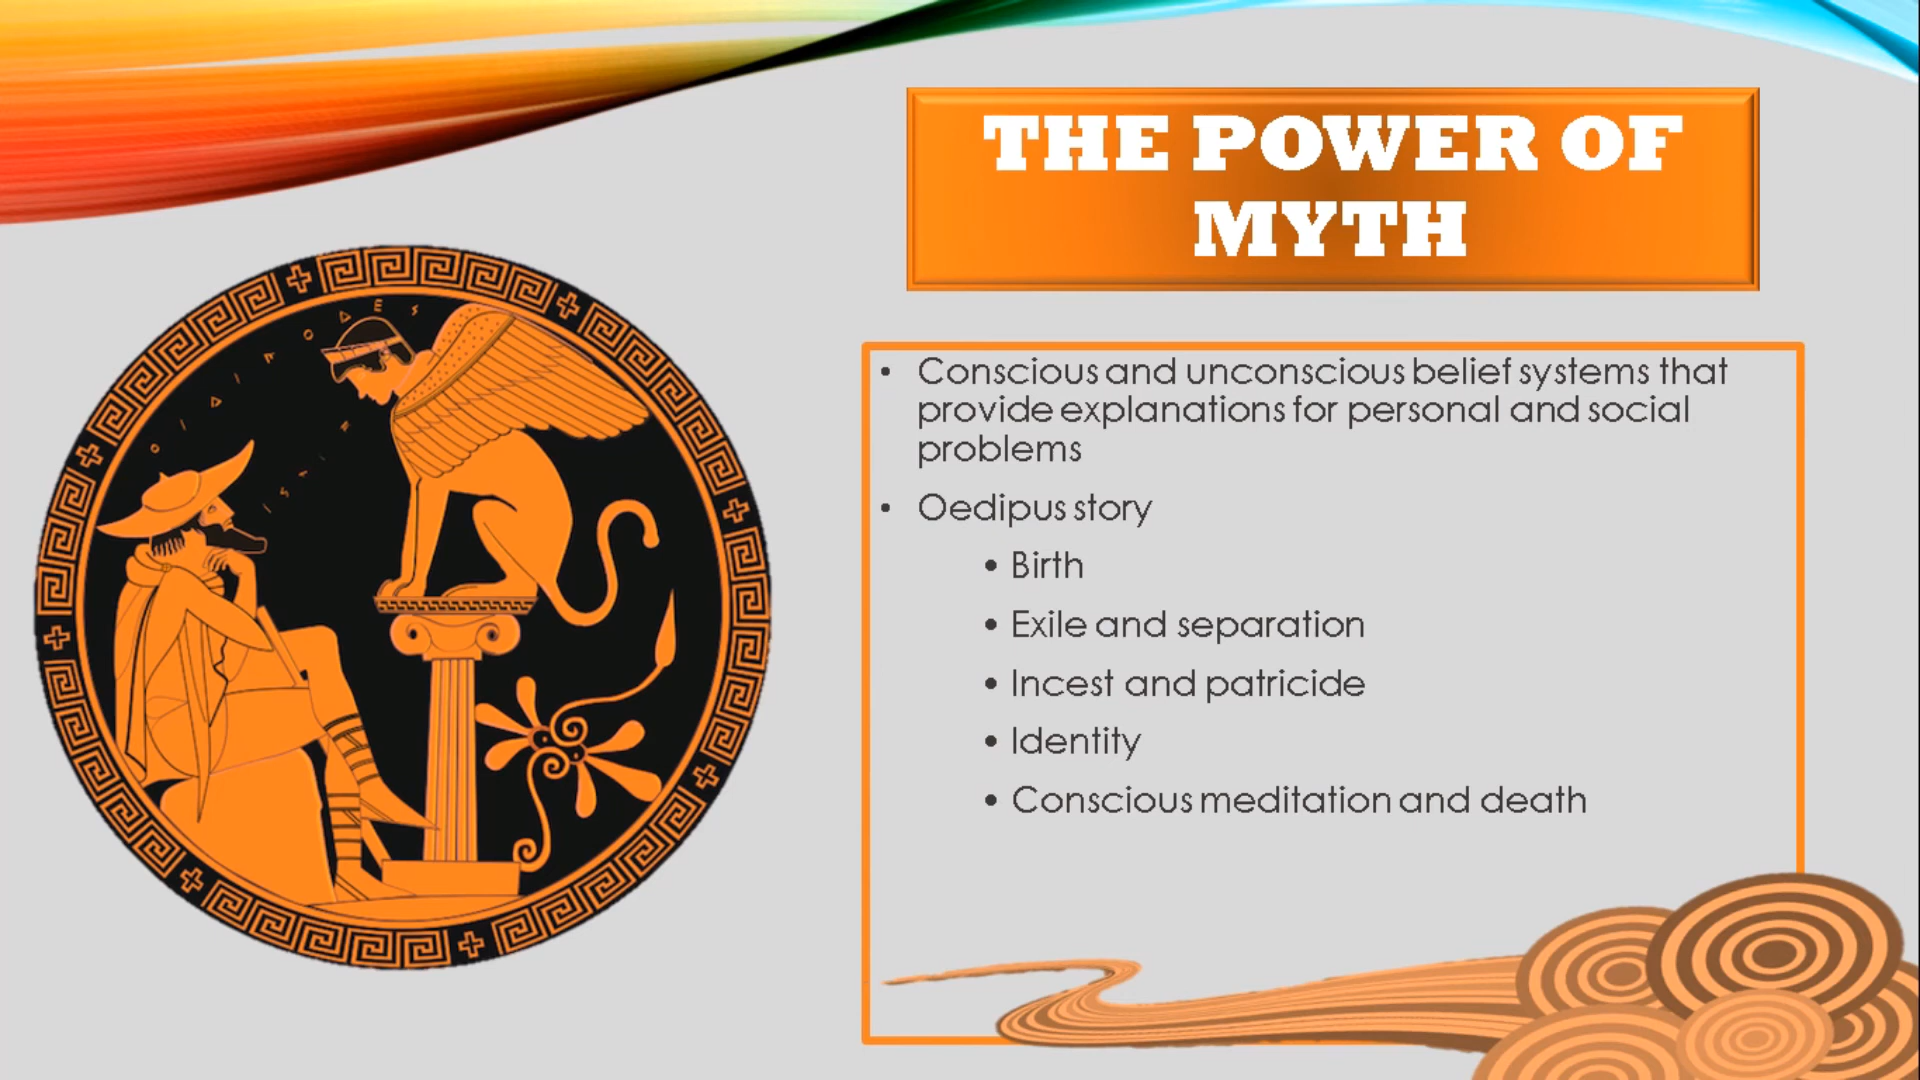 THE POWER OF
MYTH
• Conscious and unconscious belief systems that
provide explanations for personal and social
problems
• Oedipus story
• Birth
• Exile and separation
• Incest and patricide
• Identity
• Conscious meditation and death